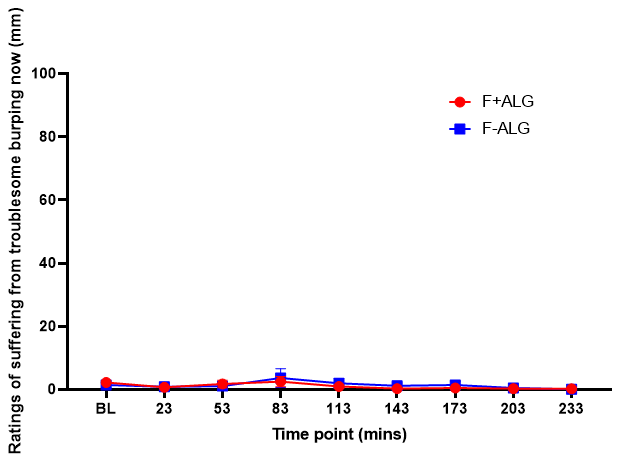 Ratings of suffering from troublesome burping now (mm)
100
80
60
40
20
0
F+ALG
F-ALG
BL 23 53 83 113 143 173 203 233
Time point (mins)